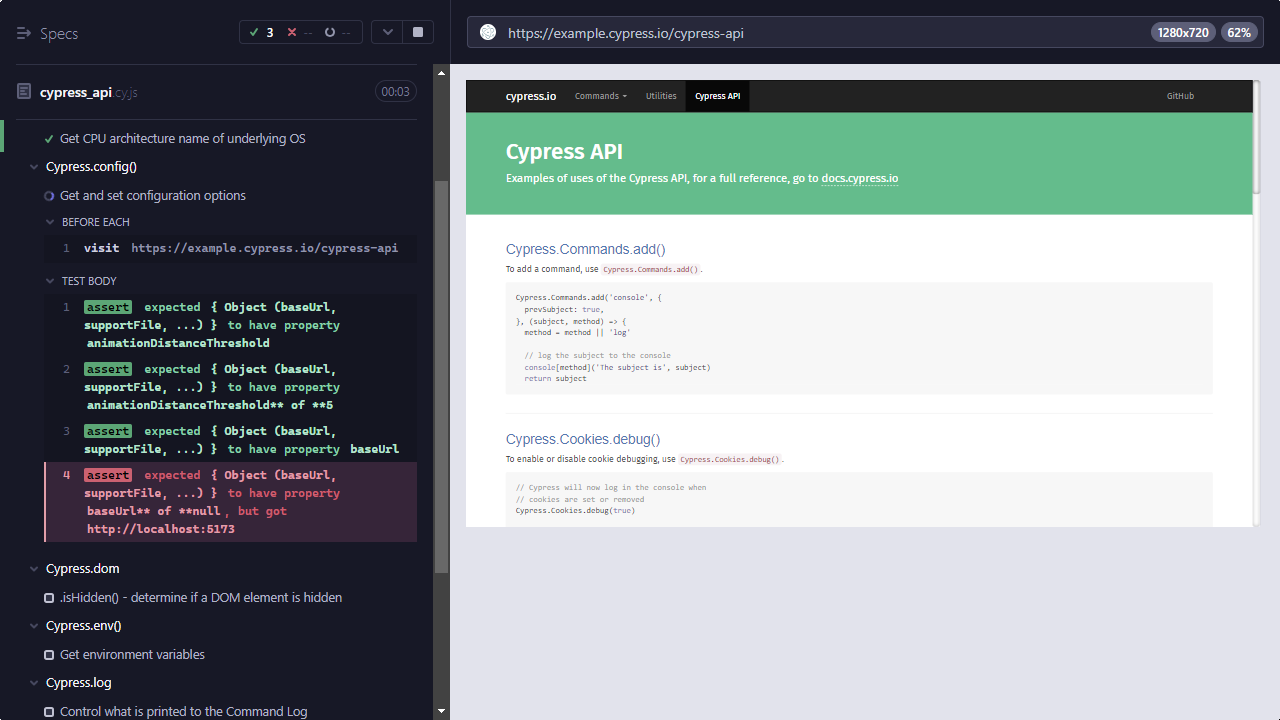 Specs
3 -- --
cypress_api.cy.js 00:03
Get CPU architecture name of underlying OS
Cypress.config()
Get and set configuration options
BEFORE EACH
1 visit https://example.cypress.io/cypress-api
TEST BODY
1 assert expected { Object (baseUrl,
supportFile, ...) } to have property
animationDistanceThreshold
2 assert expected { Object (baseUrl,
supportFile, ...) } to have property
animationDistanceThreshold** of **5
3 assert expected { Object (baseUrl,
supportFile, ...) } to have property baseUrl
4 assert expected { Object (baseUrl,
supportFile, ...) } to have property
baseUrl** of **null, but got
http://localhost:5173
Cypress.dom
.isHidden() - determine if a DOM element is hidden
Cypress.env()
Get environment variables
Cypress.log
Control what is printed to the Command Log
https://example.cypress.io/cypress-api 1280x720 62%
cypress.io Commands Utilities Cypress API GitHub
Cypress API
Examples of uses of the Cypress API, for a full reference, go to docs.cypress.io
Cypress.Commands.add()
To add a command, use Cypress.Commands.add().
Cypress.Commands.add('console', {
prevSubject: true,
}, (subject, method) => {
method = method || 'log'
// log the subject to the console
console[method]('The subject is', subject)
return subject
Cypress.Cookies.debug()
To enable or disable cookie debugging, use Cypress.Cookies.debug().
// Cypress will now log in the console when
// cookies are set or removed
Cypress.Cookies.debug(true)